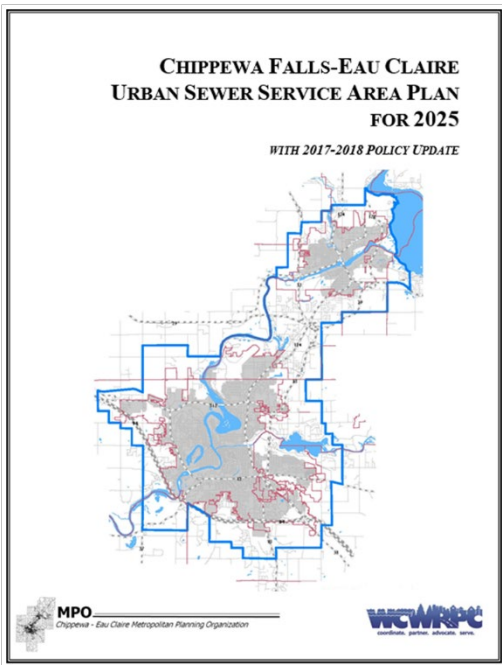 CHIPPEWA FALLS-EAU CLAIRE
URBAN SEWER SERVICE AREA PLAN
FOR 2025
WITH 2017-2018 POLICY UPDATE
MPO
Chippewa - Eau Claire Metropolitan Planning Organization
WCWRPC
coordinate. partner. advocate. serve.